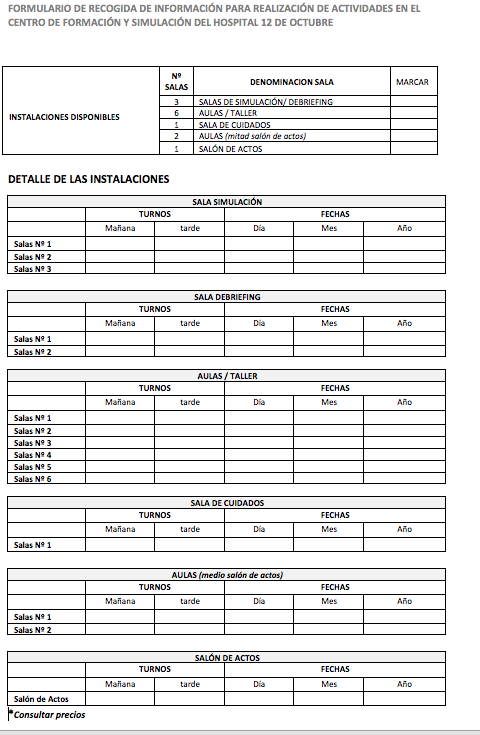 FORMULARIO DE RECOGIDA DE INFORMACIÓN PARA REALIZACIÓN DE ACTIVIDADES EN EL
CENTRO DE FORMACIÓN Y SIMULACIÓN DEL HOSPITAL 12 DE OCTUBRE
INSTALACIONES DISPONIBLES
Nº SALAS DENOMINACION SALA MARCAR
3 SALAS DE SIMULACIÓN/ DEBRIEFING
6 AULAS / TALLER
1 SALA DE CUIDADOS
2 AULAS (mitad salón de actos)
1 SALÓN DE ACTOS
DETALLE DE LAS INSTALACIONES
SALA SIMULACIÓN
TURNOS FECHAS
Mañana tarde Día Mes Año
Salas Nº 1
Salas Nº 2
Salas Nº 3
SALA DEBRIEFING
TURNOS FECHAS
Mañana tarde Día Mes Año
Salas Nº 1
Salas Nº 2
AULAS / TALLER
TURNOS FECHAS
Mañana tarde Día Mes Año
Salas Nº 1
Salas Nº 2
Salas Nº 3
Salas Nº 4
Salas Nº 5
Salas Nº 6
SALA DE CUIDADOS
TURNOS FECHAS
Mañana tarde Día Mes Año
Salas Nº 1
AULAS (medio salón de actos)
TURNOS FECHAS
Mañana tarde Día Mes Año
Salas Nº 1
Salas Nº 2
SALÓN DE ACTOS
TURNOS FECHAS
Mañana tarde Día Mes Año
Salón de Actos
*Consultar precios